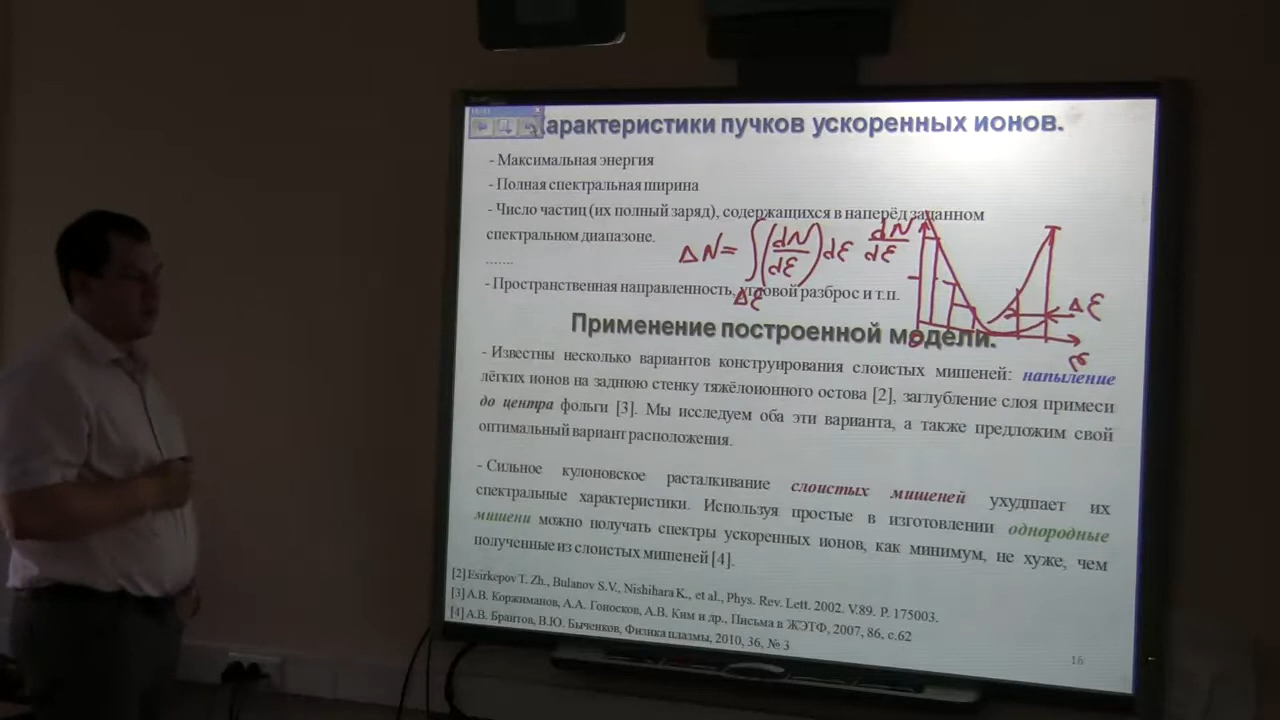 Характеристики пучков ускоренных ионов.
- Максимальная энергия
- Полная спектральная ширина
- Число частиц (их полный заряд), содержащихся в наперёд заданном
спектральном диапазоне.
ΔN = ∫(dN/dε)dε
Δε
dN/dε
Δε
.......
- Пространственная направленность, угловой разброс и т.п.
Применение построенной модели.
- Известны несколько вариантов конструирования слоистых мишеней: напыление
лёгких ионов на заднюю стенку тяжёлоионного остова [2], заглубление слоя примеси
до центра фольги [3]. Мы исследуем оба эти варианта, а также предложим свой
оптимальный вариант расположения.
- Сильное кулоновское расталкивание слоистых мишеней ухудшает их
спектральные характеристики. Используя простые в изготовлении однородные
мишени можно получать спектры ускоренных ионов, как минимум, не хуже, чем
полученные из слоистых мишеней [4].
[2] Esirkepov T. Zh., Bulanov S.V., Nishihara K., et al., Phys. Rev. Lett. 2002. V.89. P. 175003.
[3] А.В. Коржиманов, А.А. Гоносков, А.В. Ким и др., Письма в ЖЭТФ, 2007, 86, с.62
[4] А.В. Брантов, В.Ю. Быченков, Физика плазмы, 2010, 36, № 3
16